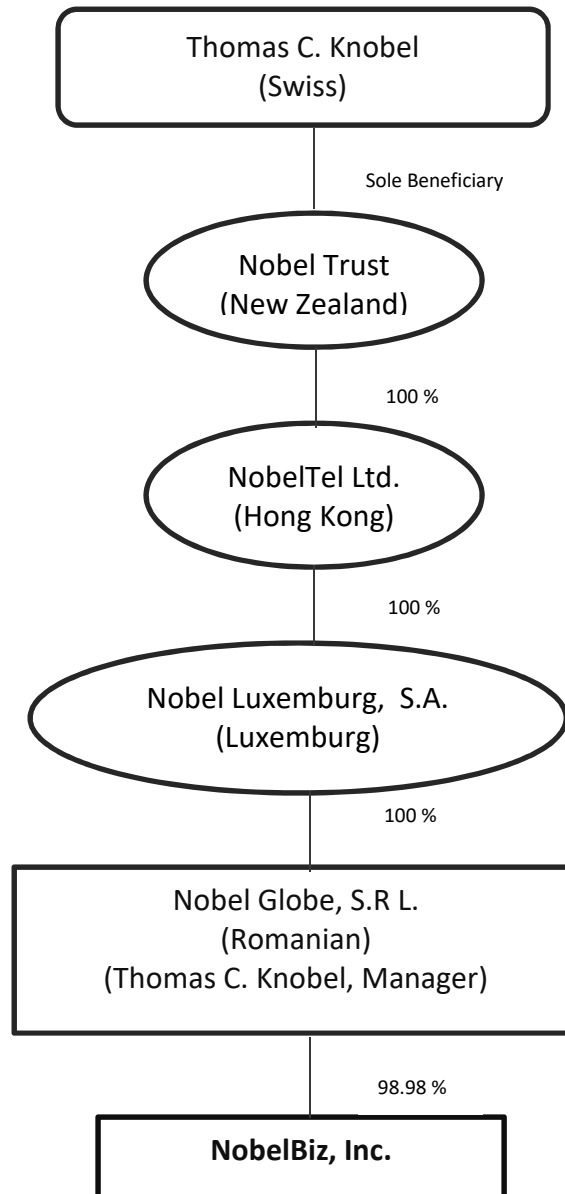 Thomas C. Knobel
(Swiss)
Sole Beneficiary
Nobel Trust
(New Zealand)
100 %
NobelTel Ltd.
(Hong Kong)
100 %
Nobel Luxemburg, S.A.
(Luxemburg)
100 %
Nobel Globe, S.R L.
(Romanian)
(Thomas C. Knobel, Manager)
98.98 %
NobelBiz, Inc.